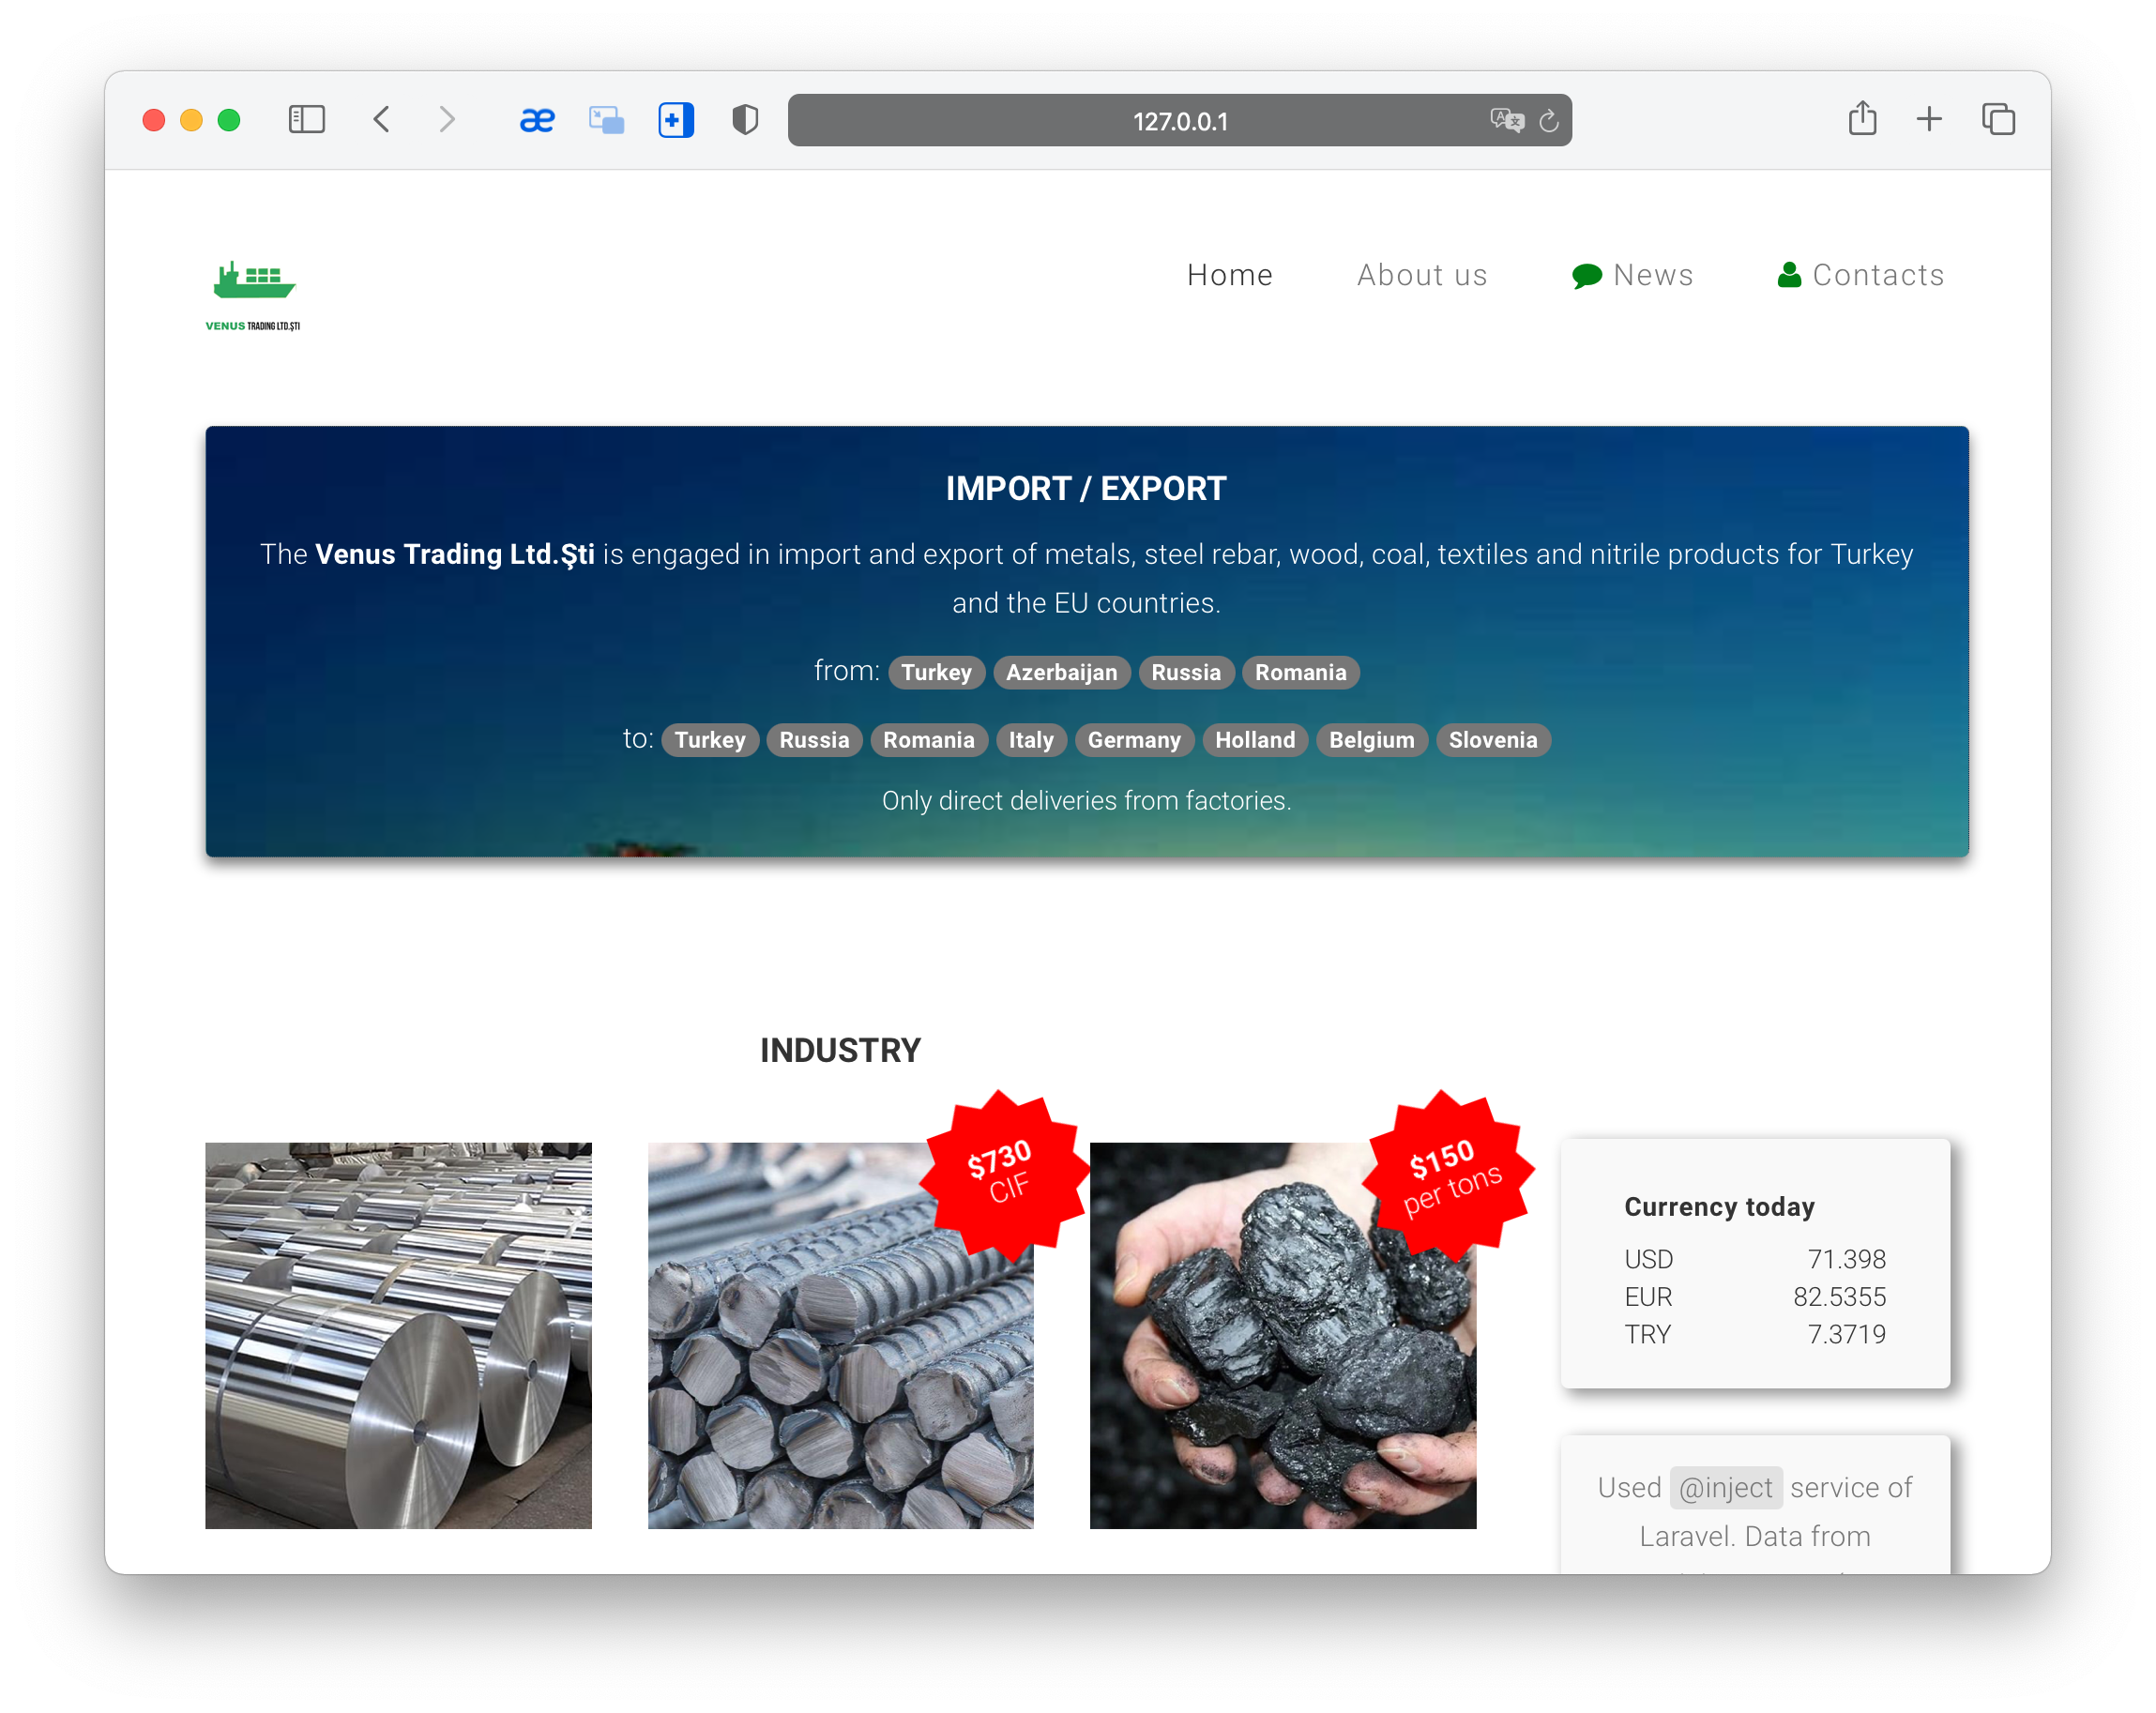 127.0.0.1
VENUS TRADING LTD.ŞTI
Home
About us
News
Contacts
IMPORT / EXPORT
The Venus Trading Ltd.Şti is engaged in import and export of metals, steel rebar, wood, coal, textiles and nitrile products for Turkey
and the EU countries.
from: Turkey Azerbaijan Russia Romania
to: Turkey Russia Romania Italy Germany Holland Belgium Slovenia
Only direct deliveries from factories.
INDUSTRY
$730
CIF
$150
per tons
Currency today
USD 71.398
EUR 82.5355
TRY 7.3719
Used @inject service of
Laravel. Data from